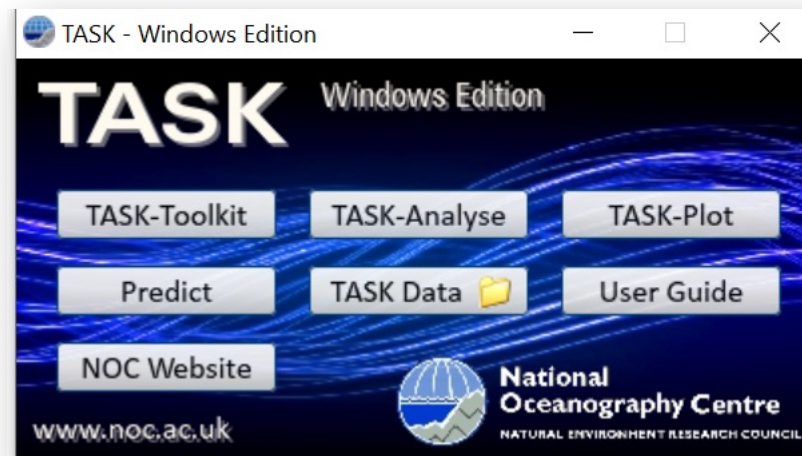 TASK - Windows Edition
TASK Windows Edition
TASK-Toolkit TASK-Analyse TASK-Plot
Predict TASK Data User Guide
NOC Website
National
Oceanography Centre
NATURAL ENVIRONMENT RESEARCH COUNCIL
www.noc.ac.uk